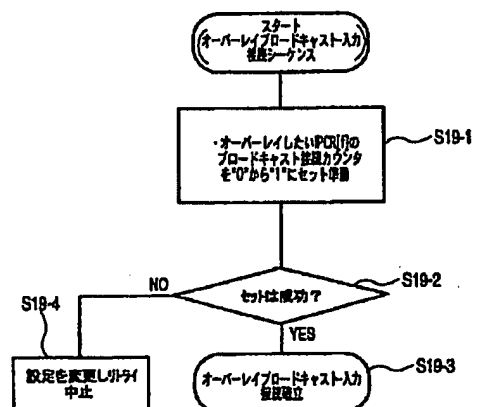 スタート
オーバーレイブロードキャスト-入力
接続シーケンス
・オーバーレイしたいiPCR[i]の
ブロードキャスト接続カウンタ
を"0"から"1"にセット準備
S19-1
セットは成功?
S19-2
NO
YES
S19-4
設定を変更しリトライ
中止
オーバーレイブロードキャスト-入力
接続確立
S19-3